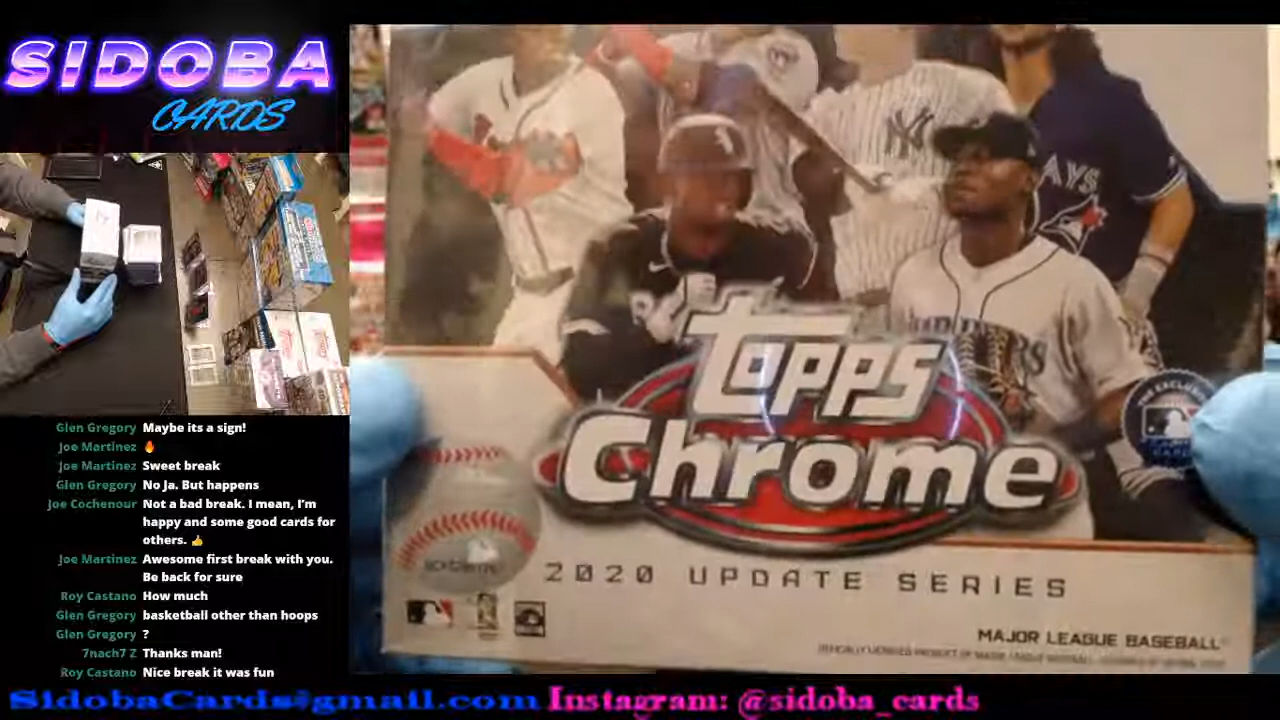 SIDOBA
CARDS
Glen Gregory Maybe its a sign!
Joe Martinez 🔥
Joe Martinez Sweet break
Glen Gregory No Ja. But happens
Joe Cochenour Not a bad break. I mean, I'm
happy and some good cards for
others. 👍
Joe Martinez Awesome first break with you.
Be back for sure
Roy Castano How much
Glen Gregory basketball other than hoops
Glen Gregory ?
7nach7 Z Thanks man!
Roy Castano Nice break it was fun
NY
AYS
Topps
Chrome
2020 UPDATE SERIES
MAJOR LEAGUE BASEBALL
SidobaCards@gmail.com Instagram: @sidoba_cards